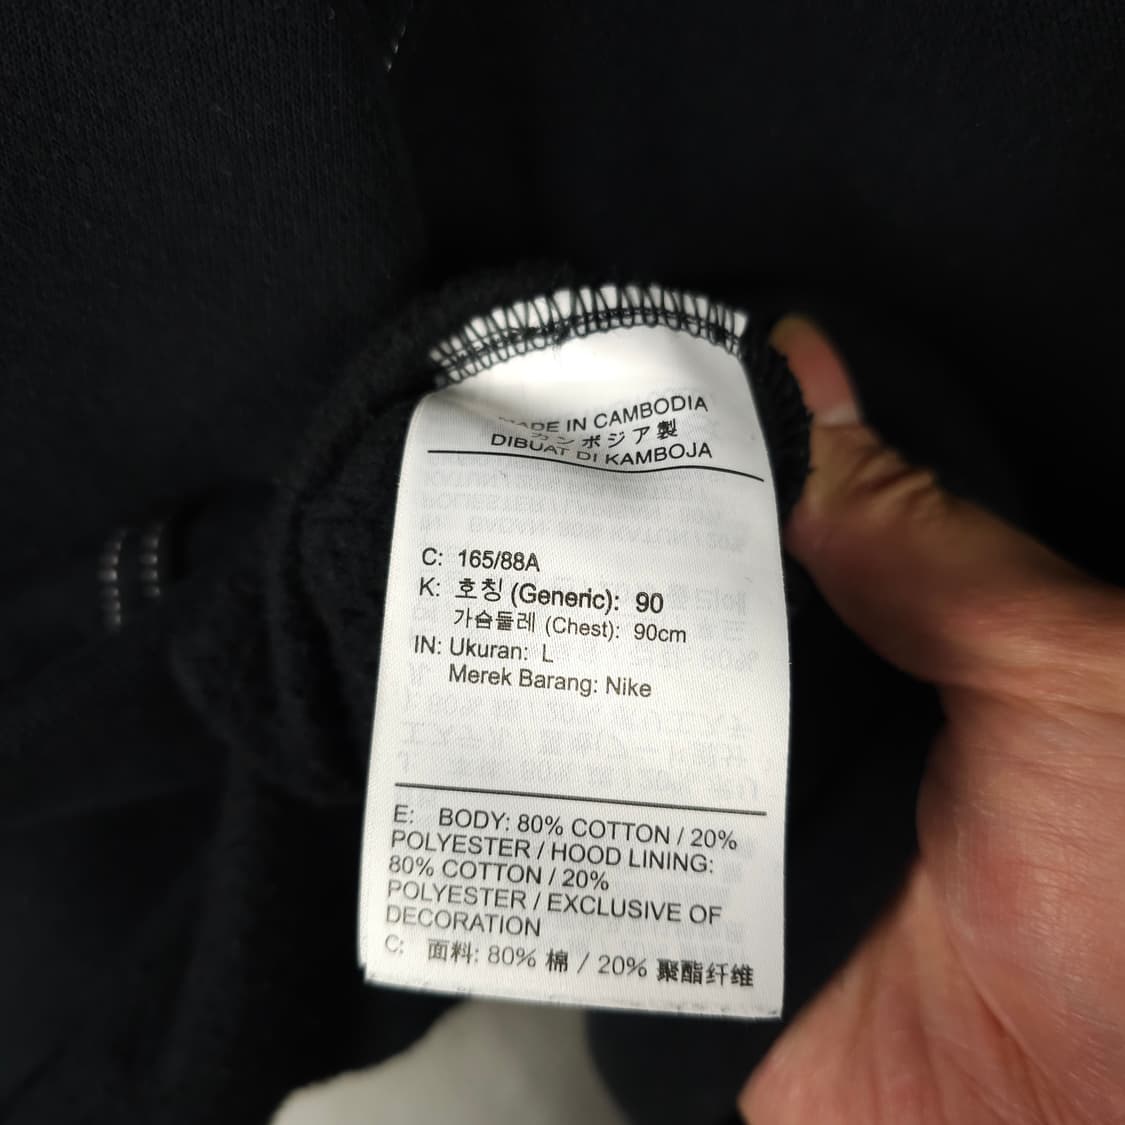 MADE IN CAMBODIA
カンボジア製
DIBUAT DI KAMBOJA
C: 165/88A
K: 호칭 (Generic): 90
가슴둘레 (Chest): 90cm
IN: Ukuran: L
Merek Barang: Nike
E: BODY: 80% COTTON / 20%
POLYESTER / HOOD LINING:
80% COTTON / 20%
POLYESTER / EXCLUSIVE OF
DECORATION
C: 面料: 80% 棉 / 20% 聚酯纤维